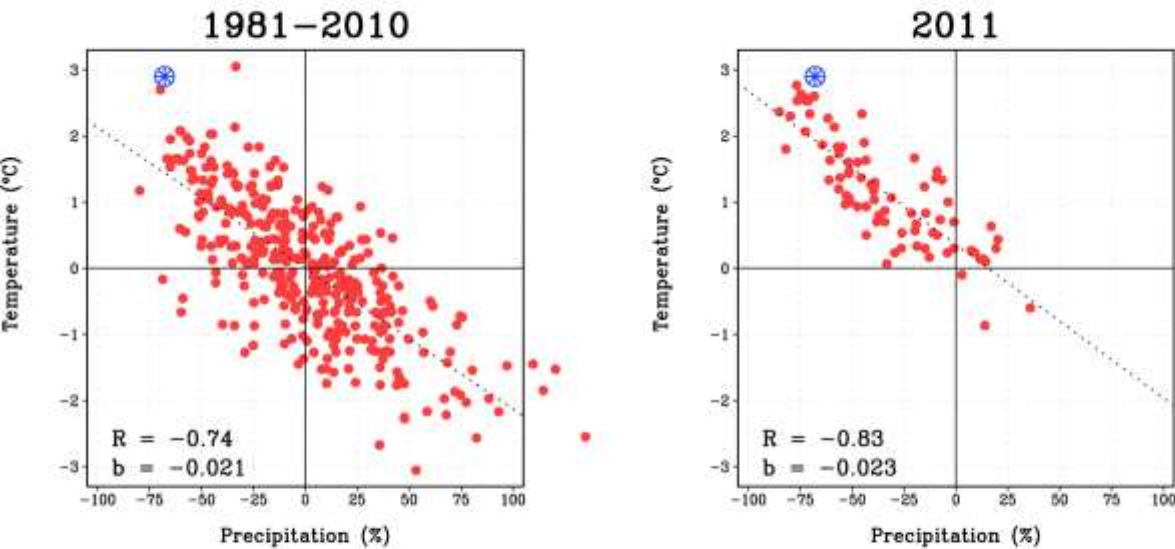 1981-2010
3
2
1
0
-1
-2
-3
Temperature (°C)
R = -0.74
b = -0.021
-100 -75 -50 -25 0 25 50 75 100
Precipitation (%)
2011
3
2
1
0
-1
-2
-3
Temperature (°C)
R = -0.83
b = -0.023
-100 -75 -50 -25 0 25 50 75 100
Precipitation (%)